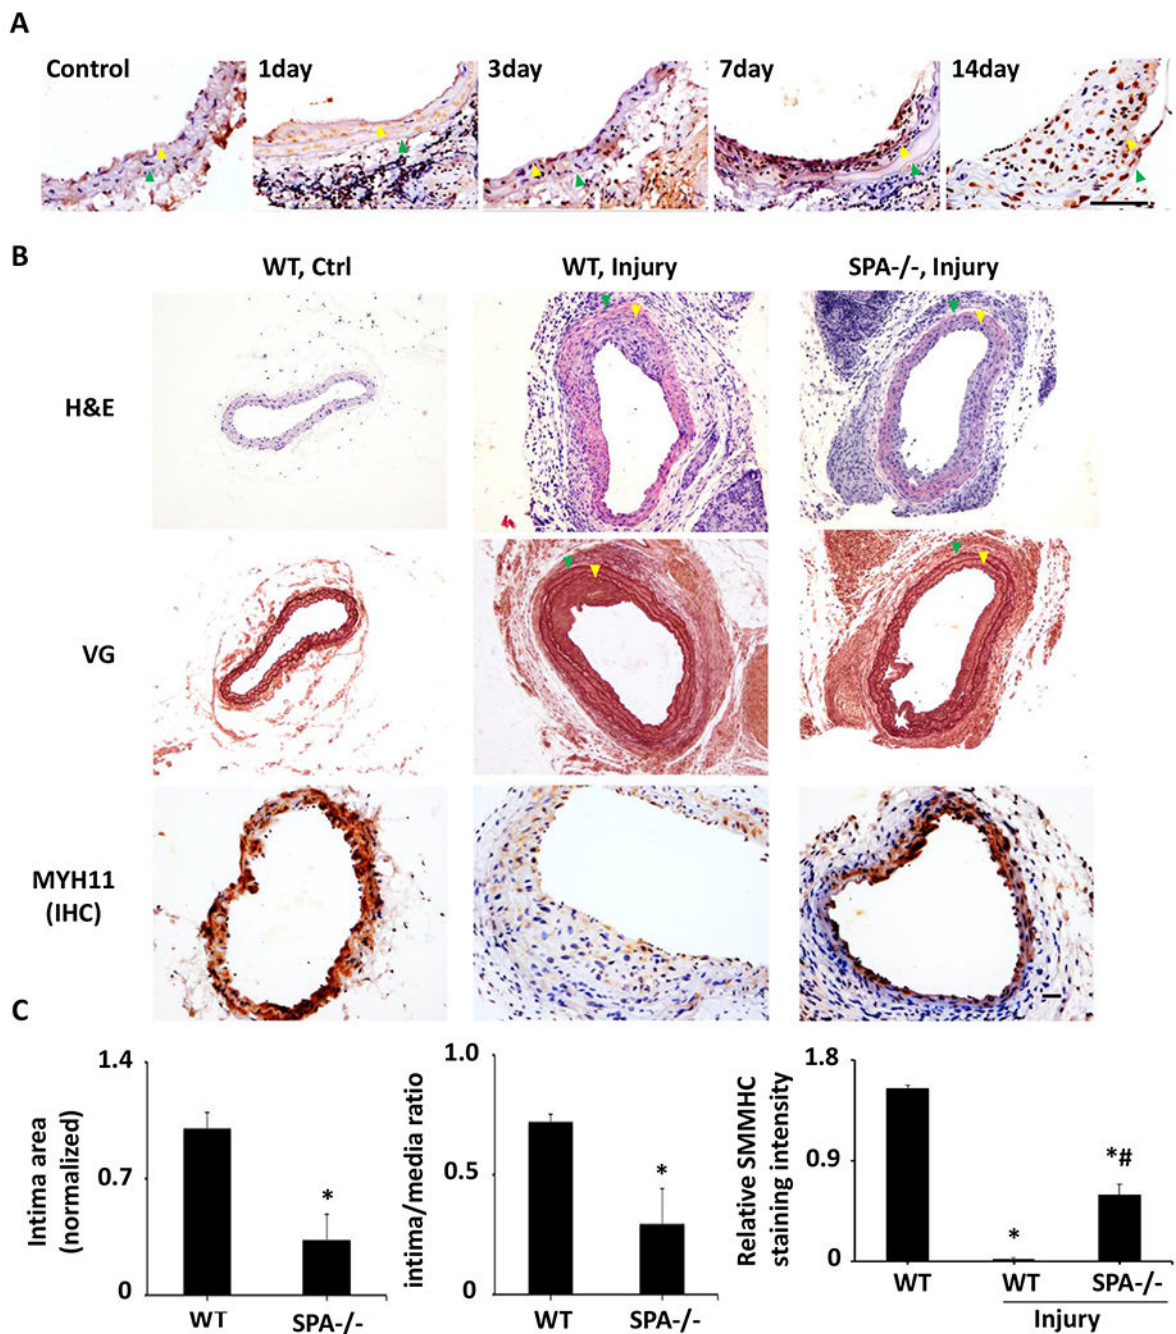 A
Control
1day
3day
7day
14day
B
WT, Ctrl
WT, Injury
SPA-/-, Injury
H&E
VG
MYH11
(IHC)
C
Intima area
(normalized)
1.4
0.7
0
WT
SPA-/-
*
intima/media ratio
1.0
0.5
0
WT
SPA-/-
*
Relative SMMHC
staining intensity
1.8
0.9
0
*
*#
WT
WT
SPA-/-
Injury